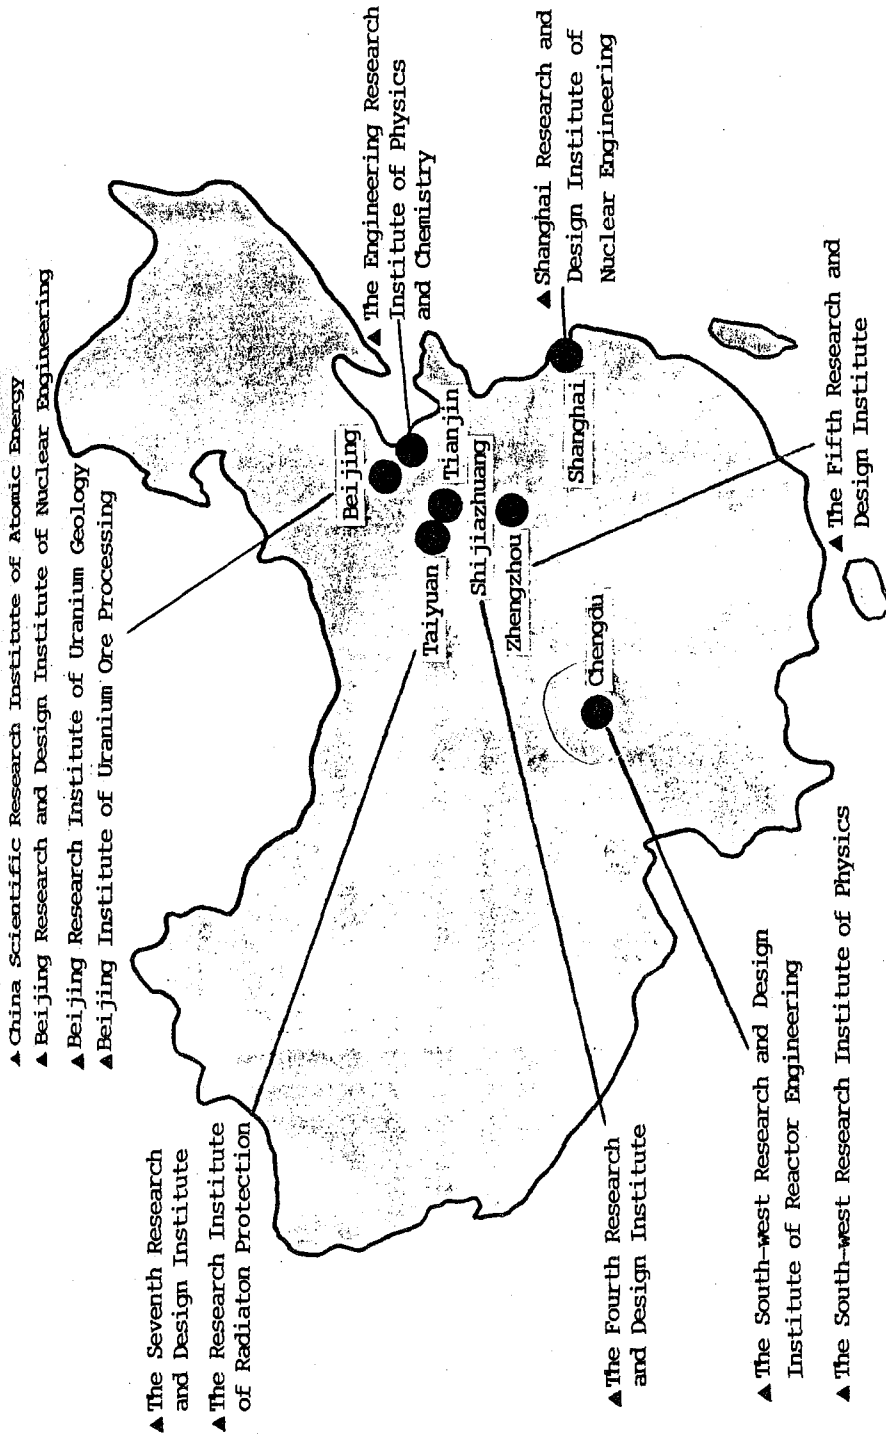 ▲ China Scientific Research Institute of Atomic Energy
▲ Beijing Research and Design Institute of Nuclear Engineering
▲ Beijing Research Institute of Uranium Geology
▲ Beijing Institute of Uranium Ore Processing
▲ The Seventh Research
and Design Institute
▲ The Research Institute
of Radiaton Protection
▲ The Engineering Research
Institute of Physics
and Chemistry
Beijing
Tianjin
Taiyuan
Shijiazhuang
Zhengzhou
Shanghai
Chengdu
▲ Shanghai Research and
Design Institute of
Nuclear Engineering
▲ The Fourth Research
and Design Institute
▲ The Fifth Research and
Design Institute
▲ The South-west Research and Design
Institute of Reactor Engineering
▲ The South-west Research Institute of Physics